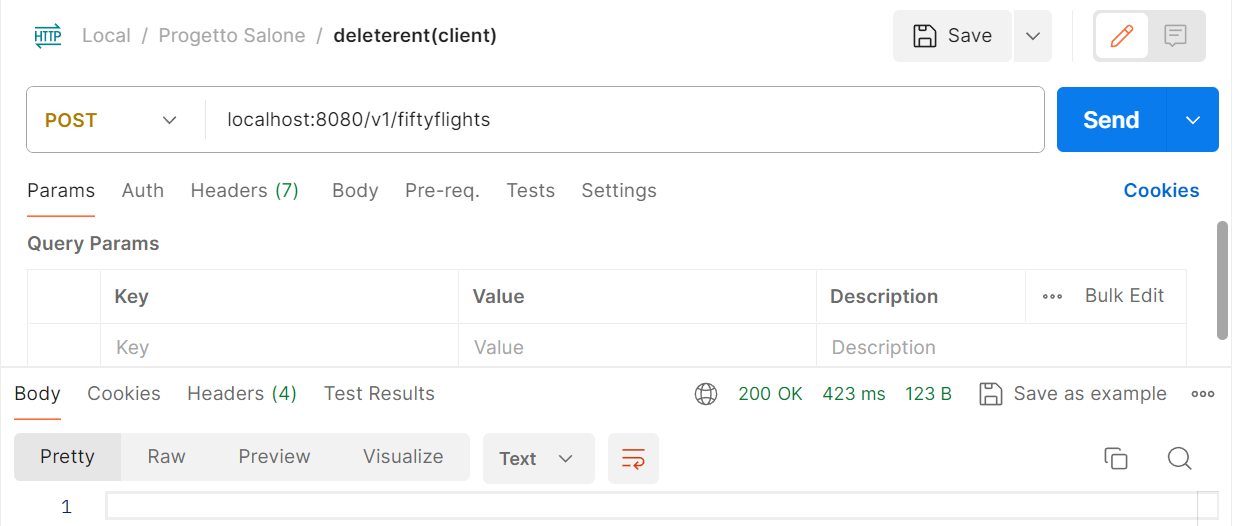 HTTP Local / Progetto Salone / deleterent(client) Save
POST localhost:8080/v1/fiftyflights Send
Params Auth Headers (7) Body Pre-req. Tests Settings Cookies
Query Params
Key Value Description Bulk Edit
Key Value Description
Body Cookies Headers (4) Test Results 200 OK 423 ms 123 B Save as example
Pretty Raw Preview Visualize Text
1